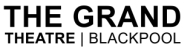 THE GRAND
THEATRE | BLACKPOOL